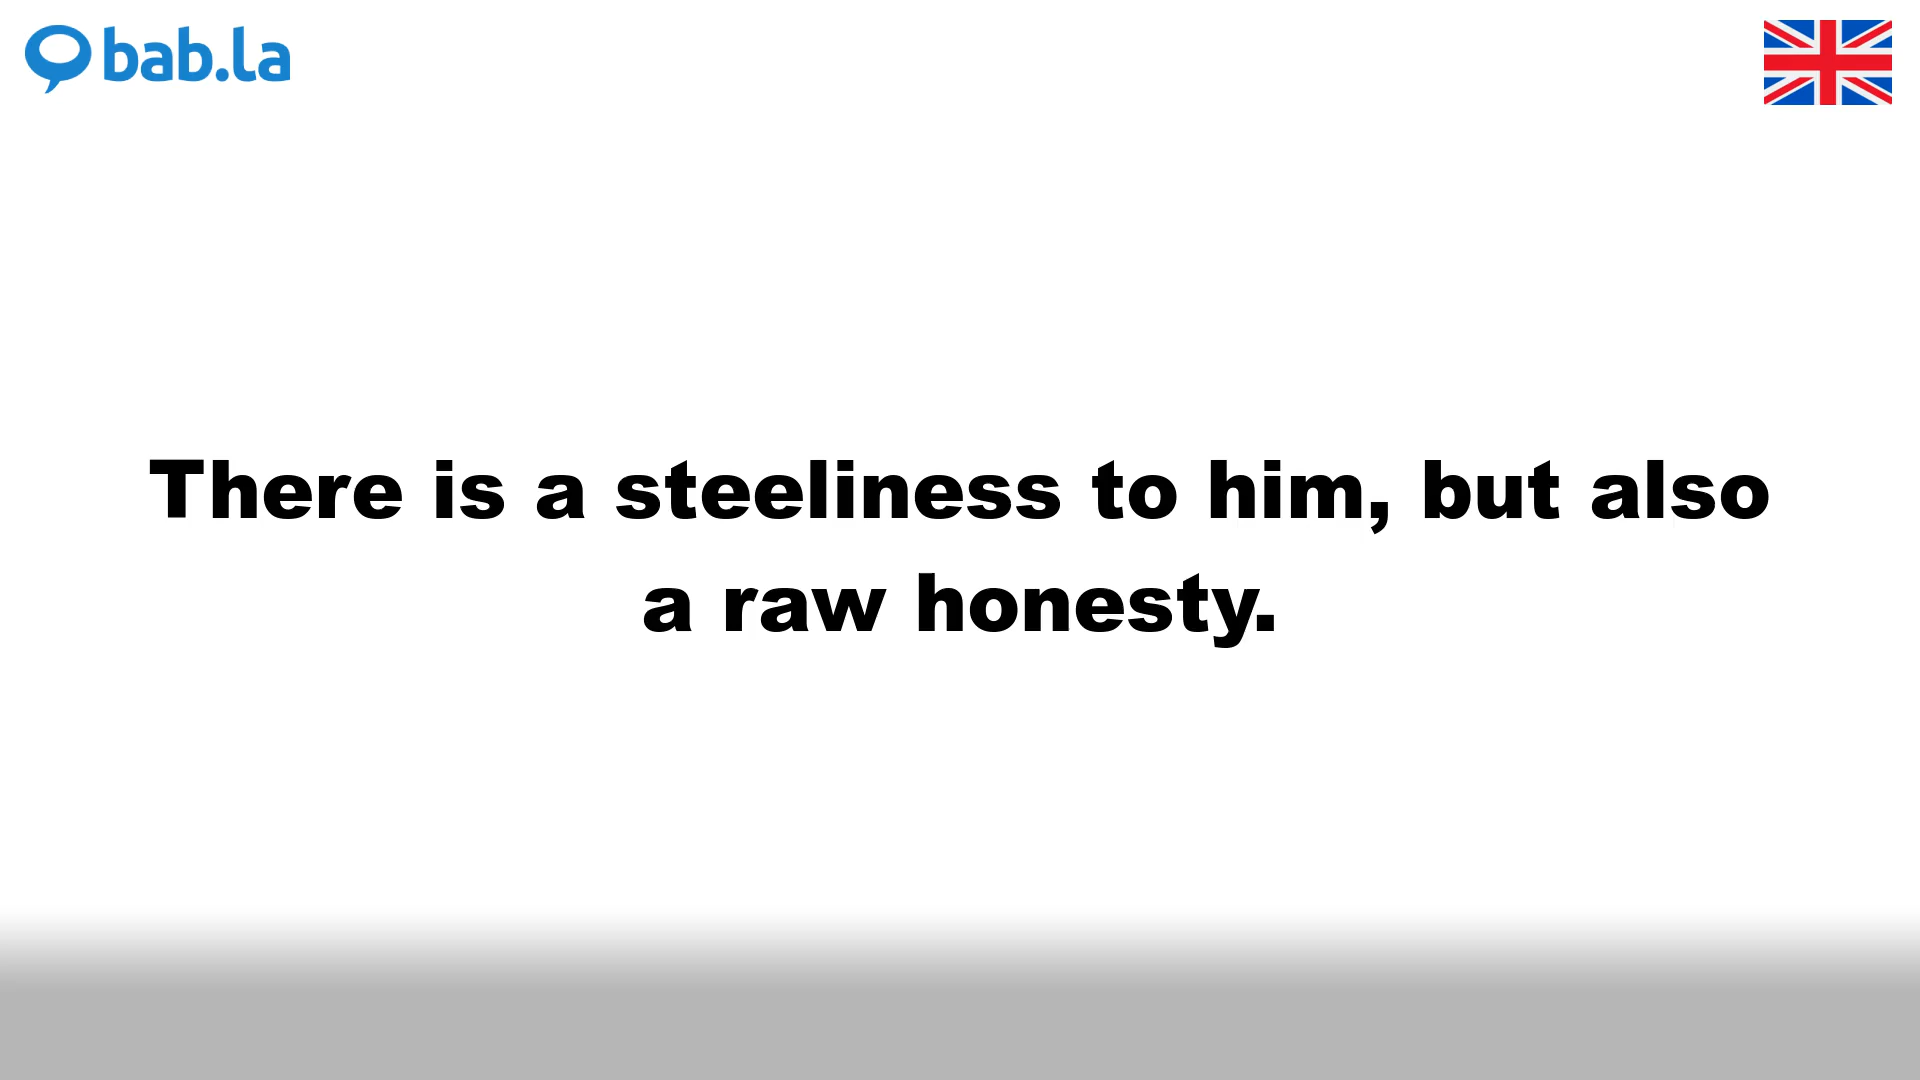 bab.la
There is a steeliness to him, but also
a raw honesty.